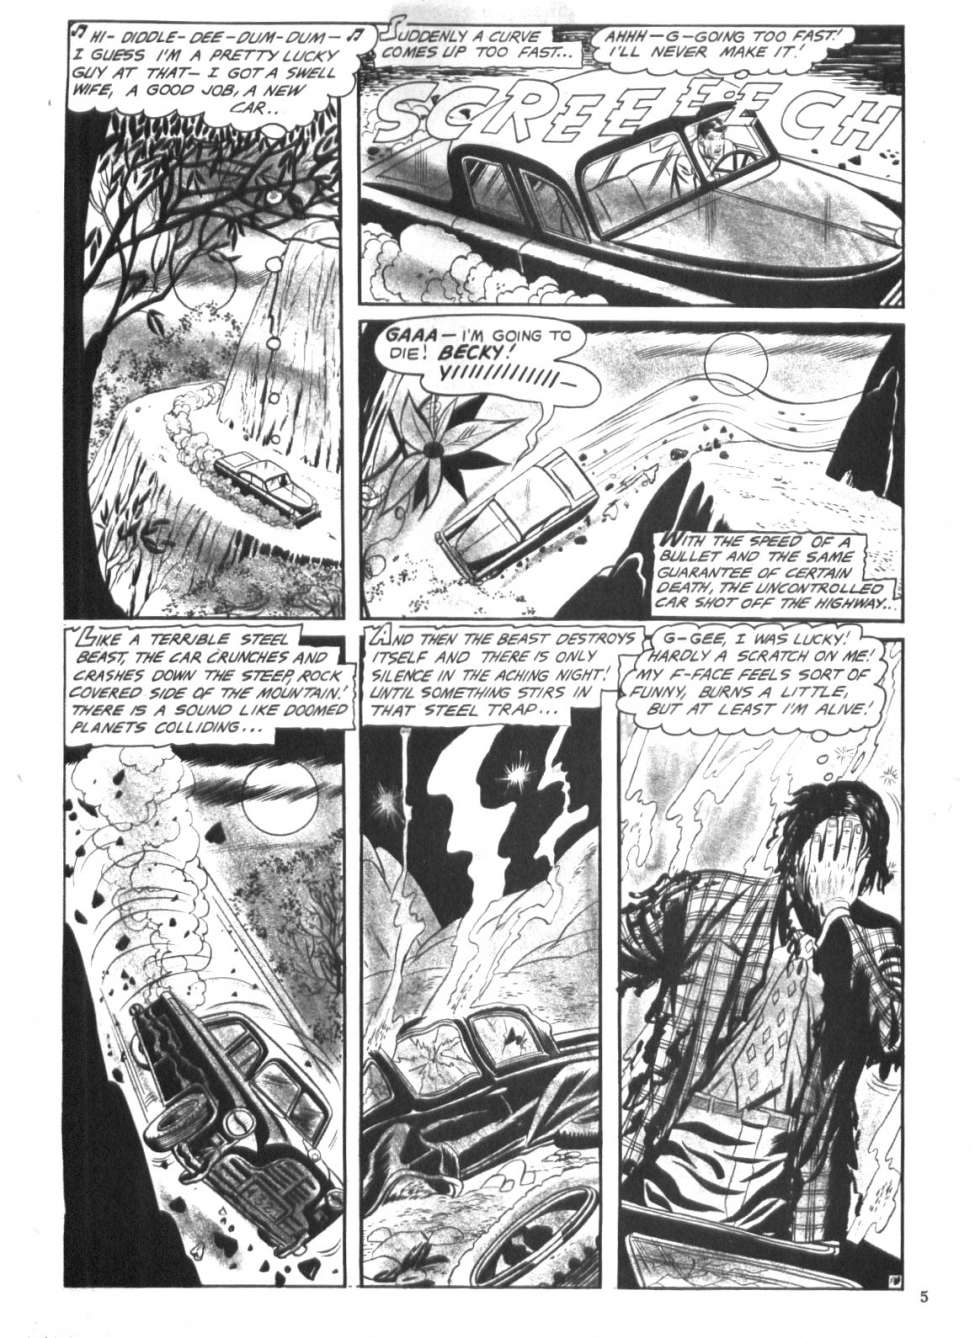 ♫ HI-DIDDLE-DEE-DUM-DUM- ♫
I GUESS I'M A PRETTY LUCKY
GUY AT THAT— I GOT A SWELL
WIFE, A GOOD JOB, A NEW
CAR..
SUDDENLY A CURVE
COMES UP TOO FAST...
AHHH—G-GOING TOO FAST!
I'LL NEVER MAKE IT!
SCREEEEECH
GAAA— I'M GOING TO
DIE! BECKY!
YIIIIIIIIIIIII—
WITH THE SPEED OF A
BULLET AND THE SAME
GUARANTEE OF CERTAIN
DEATH, THE UNCONTROLLED
CAR SHOT OFF THE HIGHWAY...
LIKE A TERRIBLE STEEL
BEAST, THE CAR CRUNCHES AND
CRASHES DOWN THE STEEP, ROCK
COVERED SIDE OF THE MOUNTAIN!
THERE IS A SOUND LIKE DOOMED
PLANETS COLLIDING...
AND THEN THE BEAST DESTROYS
ITSELF AND THERE IS ONLY
SILENCE IN THE ACHING NIGHT!
UNTIL SOMETHING STIRS IN
THAT STEEL TRAP...
G-GEE, I WAS LUCKY!
HARDLY A SCRATCH ON ME!
MY F-FACE FEELS SORT OF
FUNNY, BURNS A LITTLE,
BUT AT LEAST I'M ALIVE!
5